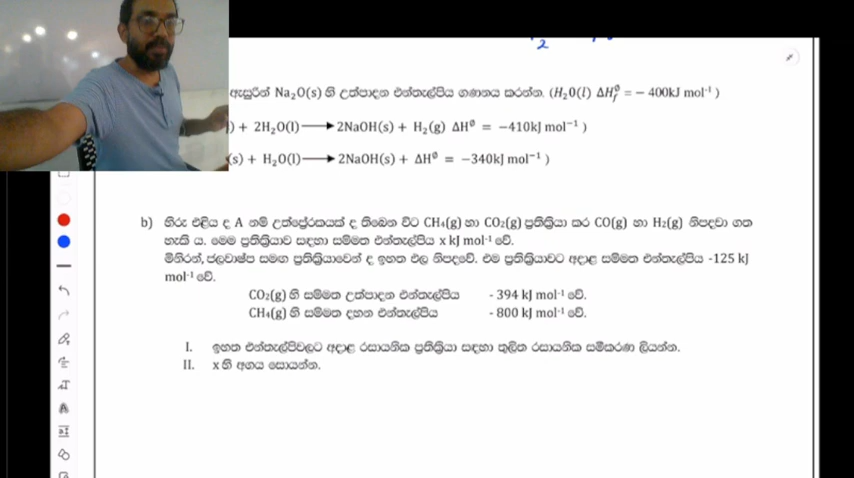 ඇසුරින් Na₂O(s) හි උත්පාදන එන්තැල්පිය ගණනය කරන්න. (H₂O(l) ΔH_f^ø = − 400kJ mol⁻¹ )
) + 2H₂O(l)⟶2NaOH(s) + H₂(g) ΔH^ø = −410kJ mol⁻¹ )
(s) + H₂O(l)⟶2NaOH(s) + ΔH^ø = −340kJ mol⁻¹ )
b) හිරු එළිය ද A නම් උත්ප්‍රේරකයක් ද තිබෙන විට CH₄(g) හා CO₂(g) ප්‍රතික්‍රියා කර CO(g) හා H₂(g) නිපදවා ගත
හැකි ය. මෙම ප්‍රතික්‍රියාව සඳහා සම්මත එන්තැල්පිය x kJ mol⁻¹ වේ.
මිනිරන්, ජලවාෂ්ප සමඟ ප්‍රතික්‍රියාවෙන් ද ඉහත ඵල නිපදවේ. එම ප්‍රතික්‍රියාවට අදාළ සම්මත එන්තැල්පිය -125 kJ
mol⁻¹ වේ.
CO₂(g) හි සම්මත උත්පාදන එන්තැල්පිය - 394 kJ mol⁻¹ වේ.
CH₄(g) හි සම්මත දහන එන්තැල්පිය - 800 kJ mol⁻¹ වේ.
I. ඉහත එන්තැල්පිවලට අදාළ රසායනික ප්‍රතික්‍රියා සඳහා තුලිත රසායනික සමීකරණ ලියන්න.
II. x හි අගය සොයන්න.